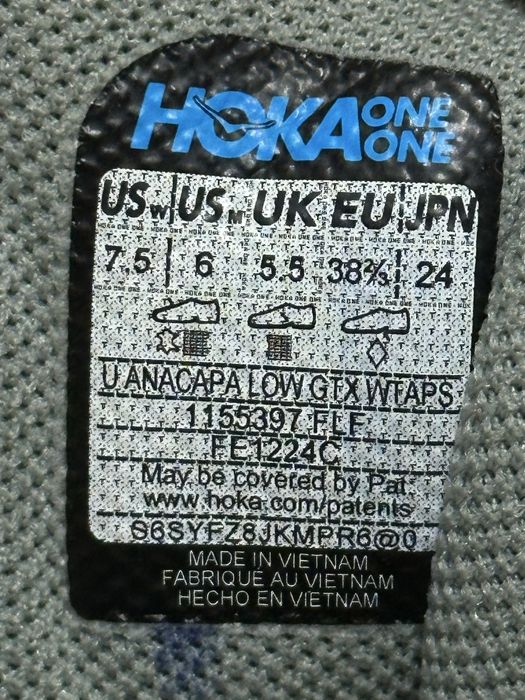 HOKA ONE ONE
USW USM UK EU JPN
7.5 6 5.5 38⅔ 24
U ANACAPA LOW GTX WTAPS
1155397 FLF
FE1224C
May be covered by Pat
www.hoka.com/patents
S6SYFZ8JKMPR6@0
MADE IN VIETNAM
FABRIQUÉ AU VIETNAM
HECHO EN VIETNAM